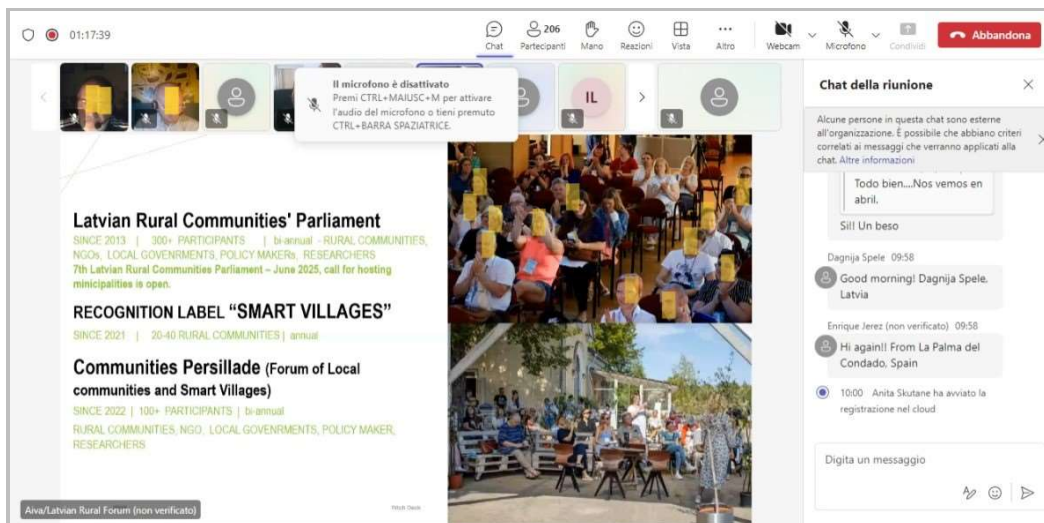 01:17:39
Chat
206
Partecipanti
Mano
Reazioni
Vista
Altro
Webcam
Microfono
Condividi
Abbandona
Il microfono è disattivato
Premi CTRL+MAIUSC+M per attivare
l'audio del microfono o tieni premuto
CTRL+BARRA SPAZIATRICE.
IL
Latvian Rural Communities' Parliament
SINCE 2013 | 300+ PARTICIPANTS | bi-annual - RURAL COMMUNITIES,
NGOs, LOCAL GOVENRMENTS, POLICY MAKERs, RESEARCHERS
7th Latvian Rural Communities Parliament – June 2025, call for hosting
minicipalities is open.
RECOGNITION LABEL “SMART VILLAGES”
SINCE 2021 | 20-40 RURAL COMMUNITIES | annual
Communities Persillade (Forum of Local
communities and Smart Villages)
SINCE 2022 | 100+ PARTICIPANTS | bi-annual
RURAL COMMUNITIES, NGO, LOCAL GOVENRMENTS, POLICY MAKER,
RESEARCHERS
Aiva/Latvian Rural Forum (non verificato)
Chat della riunione
Alcune persone in questa chat sono esterne
all'organizzazione. È possibile che abbiano criteri
correlati ai messaggi che verranno applicati alla
chat. Altre informazioni
Todo bien....Nos vemos en
abril.
Si!! Un beso
Dagnija Spele 09:58
Good morning! Dagnija Spele,
Latvia
Enrique Jerez (non verificato) 09:58
Hi again!! From La Palma del
Condado, Spain
10:00 Anita Skutane ha avviato la
registrazione nel cloud
Digita un messaggio